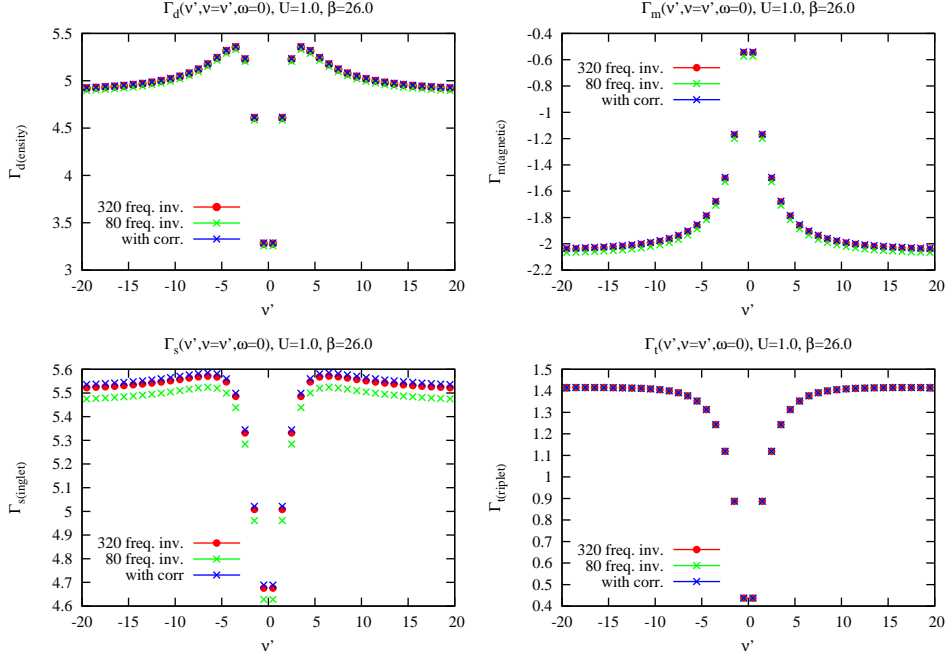 Γd(ν’,ν=ν’,ω=0), U=1.0, β=26.0
5.5
5
4.5
4
3.5
3
Γd(ensity)
320 freq. inv.
80 freq. inv.
with corr.
-20 -15 -10 -5 0 5 10 15 20
ν’
Γm(ν’,ν=ν’,ω=0), U=1.0, β=26.0
-0.4
-0.6
-0.8
-1
-1.2
-1.4
-1.6
-1.8
-2
-2.2
Γm(agnetic)
320 freq. inv.
80 freq. inv.
with corr.
-20 -15 -10 -5 0 5 10 15 20
ν’
Γs(ν’,ν=ν’,ω=0), U=1.0, β=26.0
5.6
5.5
5.4
5.3
5.2
5.1
5
4.9
4.8
4.7
4.6
Γs(inglet)
320 freq. inv.
80 freq. inv.
with corr
-20 -15 -10 -5 0 5 10 15 20
ν’
Γt(ν’,ν=ν’,ω=0), U=1.0, β=26.0
1.5
1.4
1.3
1.2
1.1
1
0.9
0.8
0.7
0.6
0.5
0.4
Γt(riplet)
320 freq. inv.
80 freq. inv.
with corr.
-20 -15 -10 -5 0 5 10 15 20
ν’